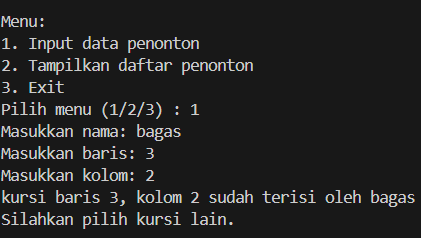 Menu:
1. Input data penonton
2. Tampilkan daftar penonton
3. Exit
Pilih menu (1/2/3) : 1
Masukkan nama: bagas
Masukkan baris: 3
Masukkan kolom: 2
kursi baris 3, kolom 2 sudah terisi oleh bagas
Silahkan pilih kursi lain.